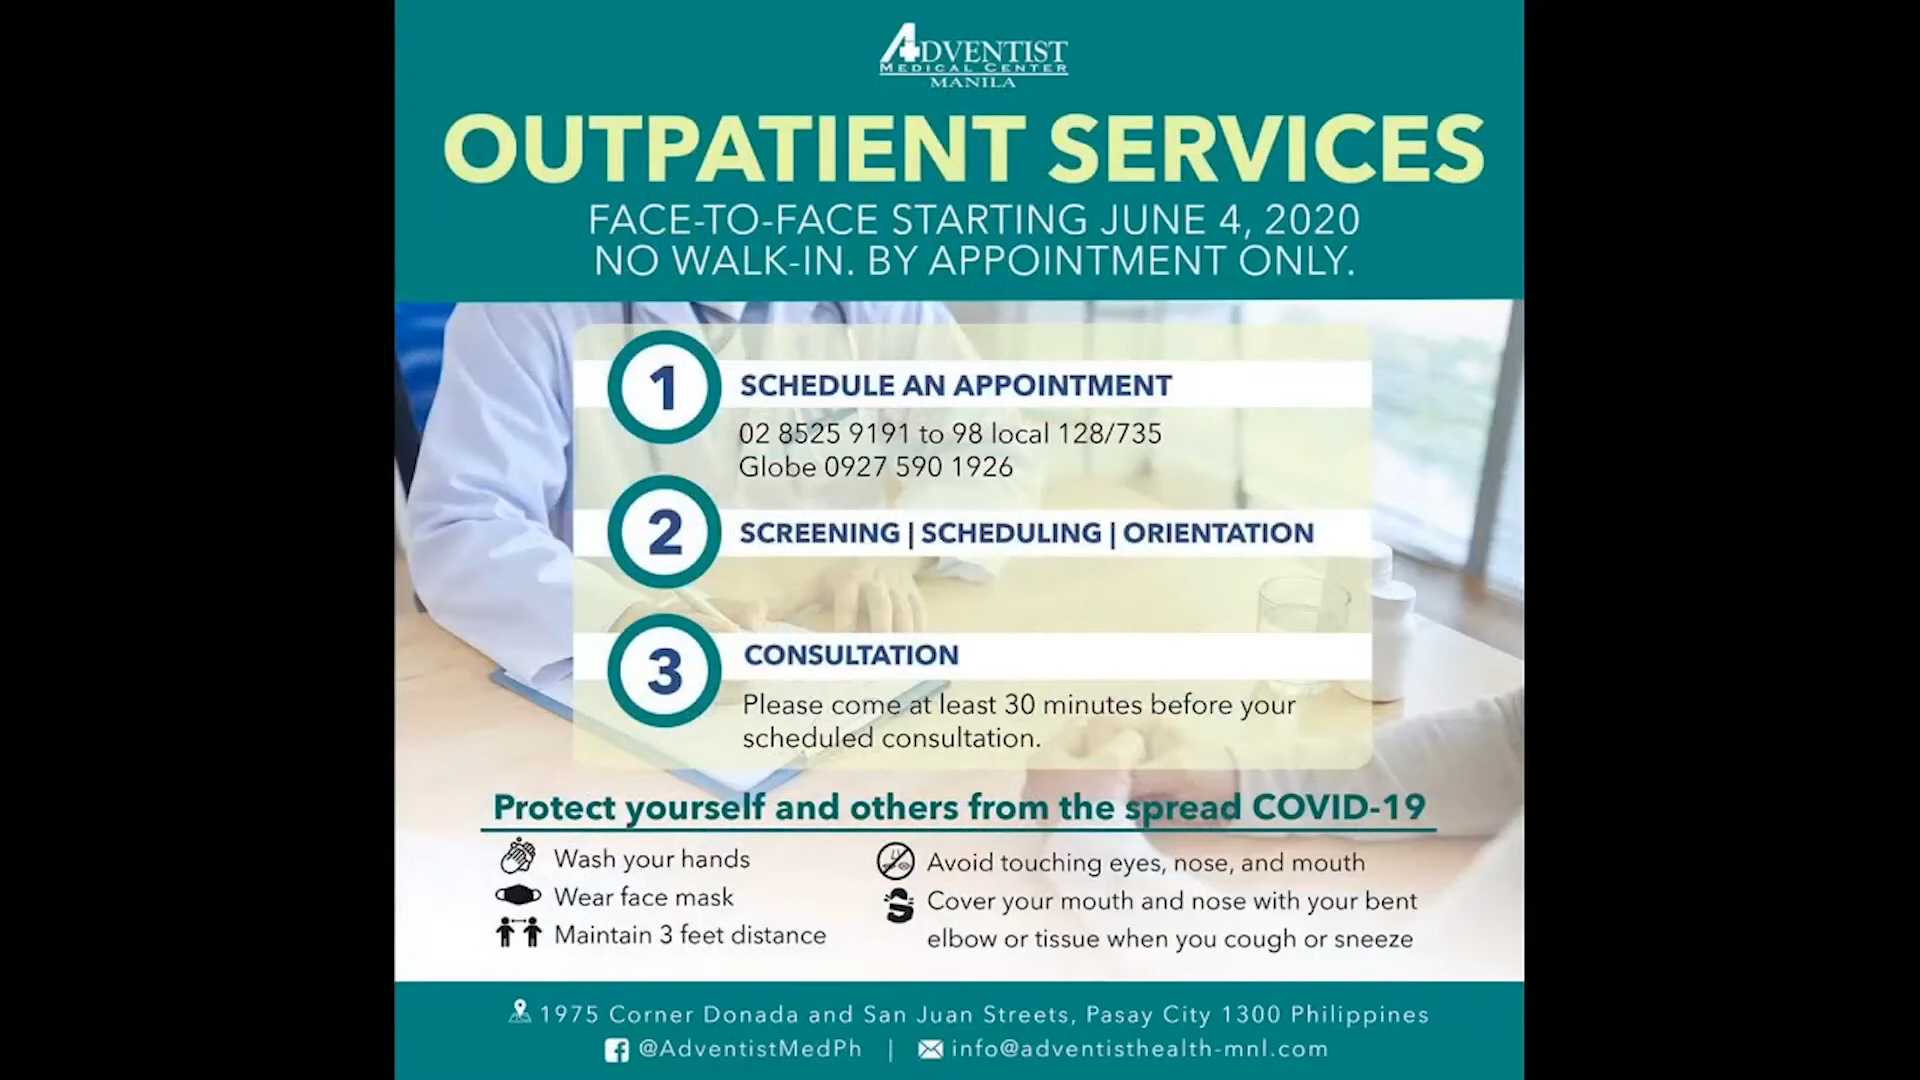 ADVENTIST
MEDICAL CENTER
MANILA
OUTPATIENT SERVICES
FACE-TO-FACE STARTING JUNE 4, 2020
NO WALK-IN. BY APPOINTMENT ONLY.
1
SCHEDULE AN APPOINTMENT
02 8525 9191 to 98 local 128/735
Globe 0927 590 1926
2
SCREENING | SCHEDULING | ORIENTATION
3
CONSULTATION
Please come at least 30 minutes before your
scheduled consultation.
Protect yourself and others from the spread COVID-19
Wash your hands
Wear face mask
Maintain 3 feet distance
Avoid touching eyes, nose, and mouth
Cover your mouth and nose with your bent
elbow or tissue when you cough or sneeze
1975 Corner Donada and San Juan Streets, Pasay City 1300 Philippines
@AdventistMedPh | info@adventisthealth-mnl.com